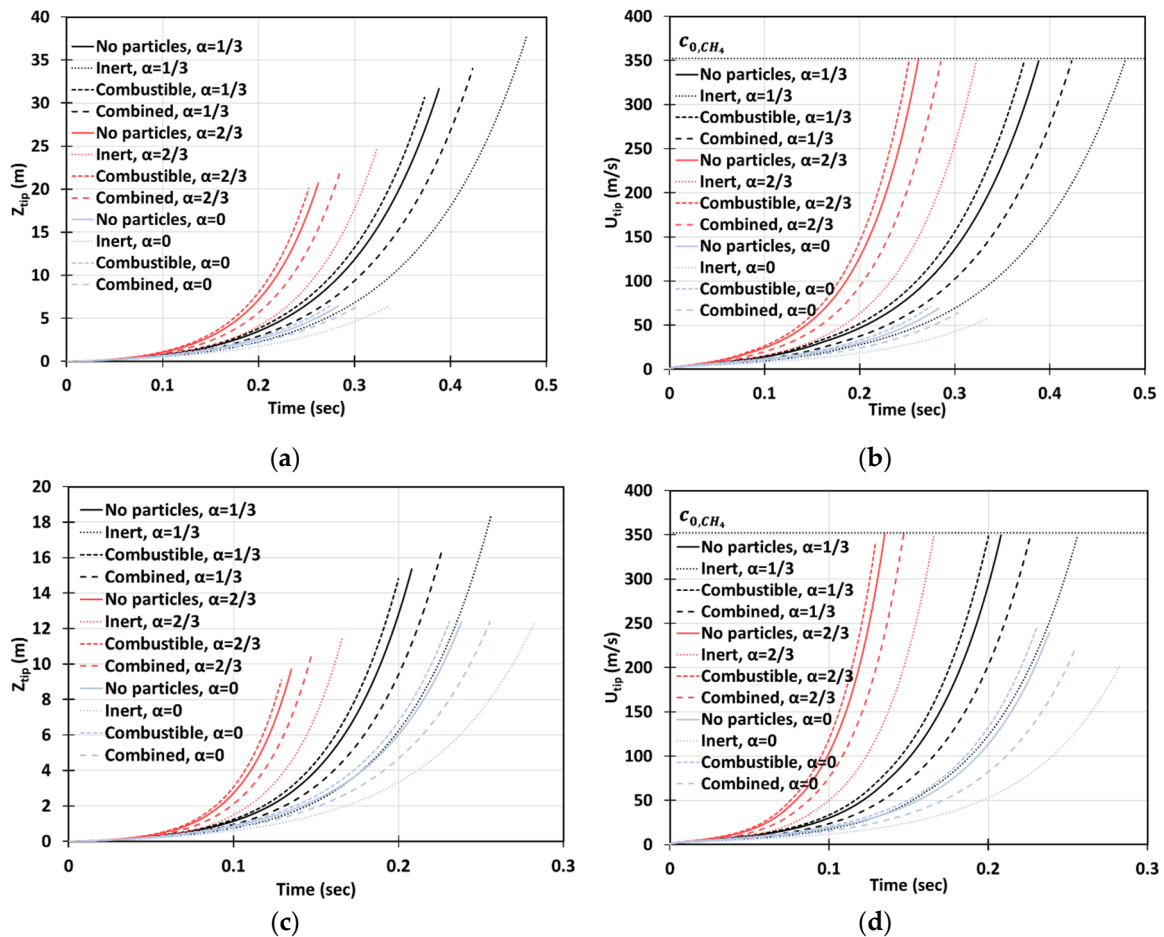 40
35
30
25
20
15
10
5
0
Z_tip (m)
No particles, α=1/3
Inert, α=1/3
Combustible, α=1/3
Combined, α=1/3
No particles, α=2/3
Inert, α=2/3
Combustible, α=2/3
Combined, α=2/3
No particles, α=0
Inert, α=0
Combustible, α=0
Combined, α=0
0 0.1 0.2 0.3 0.4 0.5
Time (sec)
(a)
400
350
300
250
200
150
100
50
0
U_tip (m/s)
c_{0,CH_4}
No particles, α=1/3
Inert, α=1/3
Combustible, α=1/3
Combined, α=1/3
No particles, α=2/3
Inert, α=2/3
Combustible, α=2/3
Combined, α=2/3
No particles, α=0
Inert, α=0
Combustible, α=0
Combined, α=0
0 0.1 0.2 0.3 0.4 0.5
Time (sec)
(b)
20
18
16
14
12
10
8
6
4
2
0
Z_tip (m)
No particles, α=1/3
Inert, α=1/3
Combustible, α=1/3
Combined, α=1/3
No particles, α=2/3
Inert, α=2/3
Combustible, α=2/3
Combined, α=2/3
No particles, α=0
Inert, α=0
Combustible, α=0
Combined, α=0
0 0.1 0.2 0.3
Time (sec)
(c)
400
350
300
250
200
150
100
50
0
U_tip (m/s)
c_{0,CH_4}
No particles, α=1/3
Inert, α=1/3
Combustible, α=1/3
Combined, α=1/3
No particles, α=2/3
Inert, α=2/3
Combustible, α=2/3
Combined, α=2/3
No particles, α=0
Inert, α=0
Combustible, α=0
Combined, α=0
0 0.1 0.2 0.3
Time (sec)
(d)